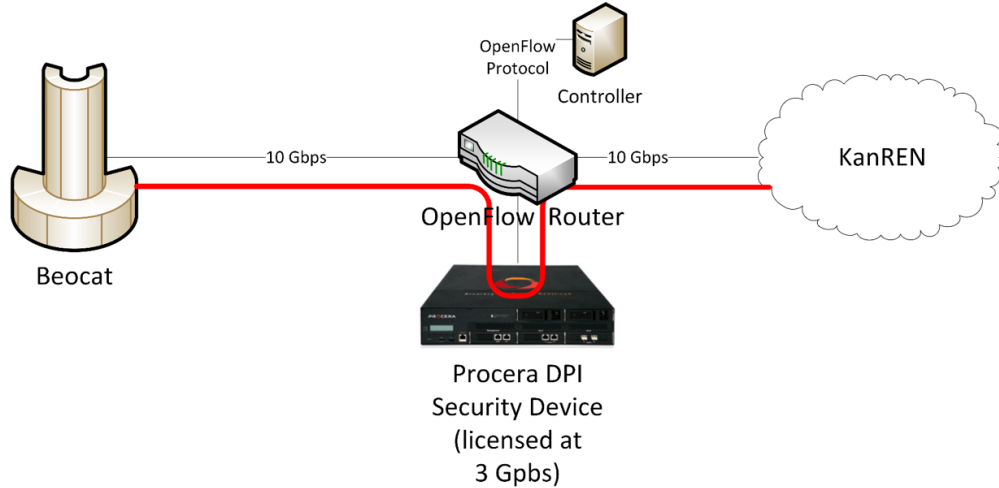 OpenFlow
Protocol
Controller
10 Gbps
10 Gbps
KanREN
OpenFlow Router
Beocat
PROCERA
Procera DPI
Security Device
(licensed at
3 Gpbs)